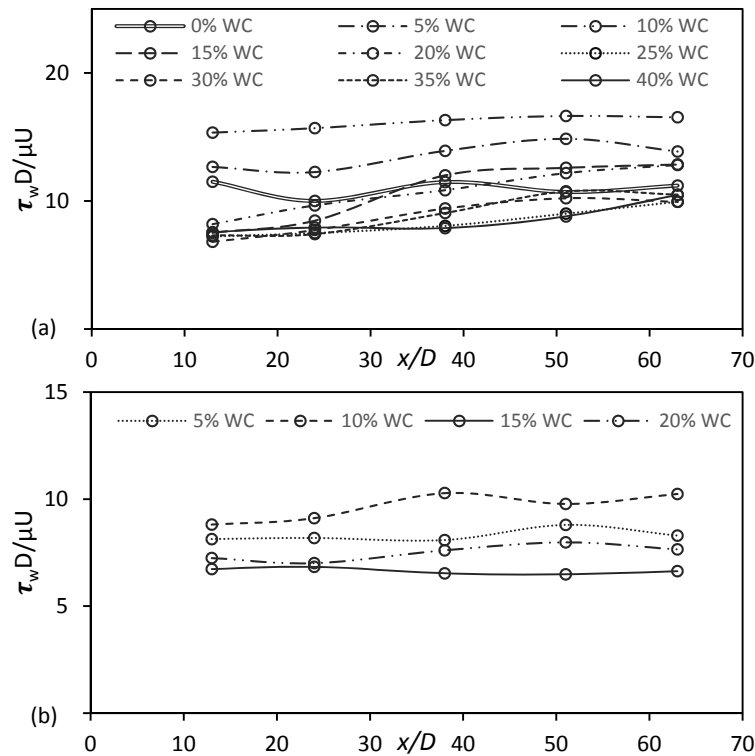 0% WC 5% WC 10% WC
15% WC 20% WC 25% WC
30% WC 35% WC 40% WC
20
10
0
τwD/μU
(a)
0 10 20 30 40 50 60 70
x/D
15
5% WC 10% WC 15% WC 20% WC
10
5
0
τwD/μU
(b)
0 10 20 30 40 50 60 70
x/D